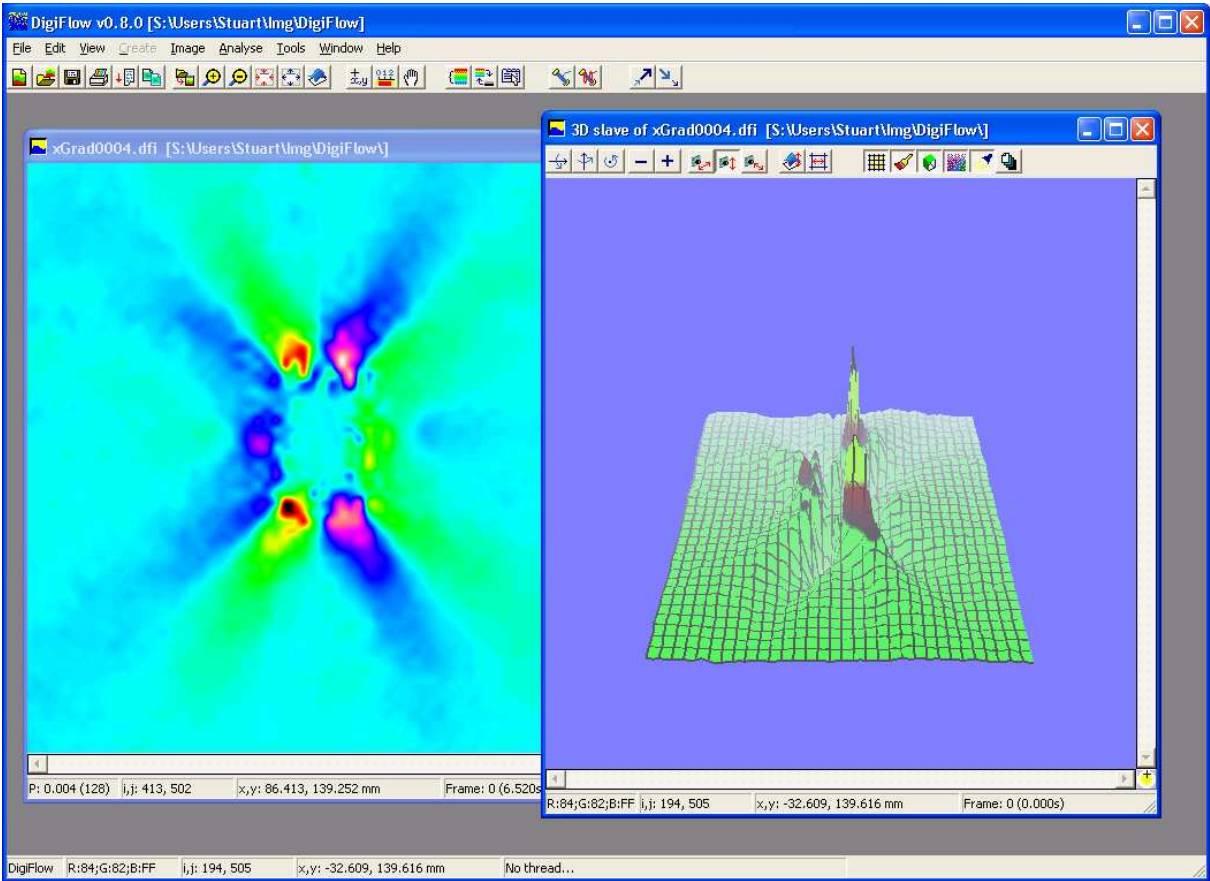 DigiFlow v0.8.0 [S:\Users\Stuart\Img\DigiFlow]
File Edit View Create Image Analyse Tools Window Help
xGrad0004.dfi [S:\Users\Stuart\Img\DigiFlow\]
P: 0.004 (128) i,j: 413, 502 x,y: 86.413, 139.252 mm Frame: 0 (6.520s
3D slave of xGrad0004.dfi [S:\Users\Stuart\Img\DigiFlow\]
R:84;G:82;B:FF i,j: 194, 505 x,y: -32.609, 139.616 mm Frame: 0 (0.000s)
DigiFlow R:84;G:82;B:FF i,j: 194, 505 x,y: -32.609, 139.616 mm No thread...